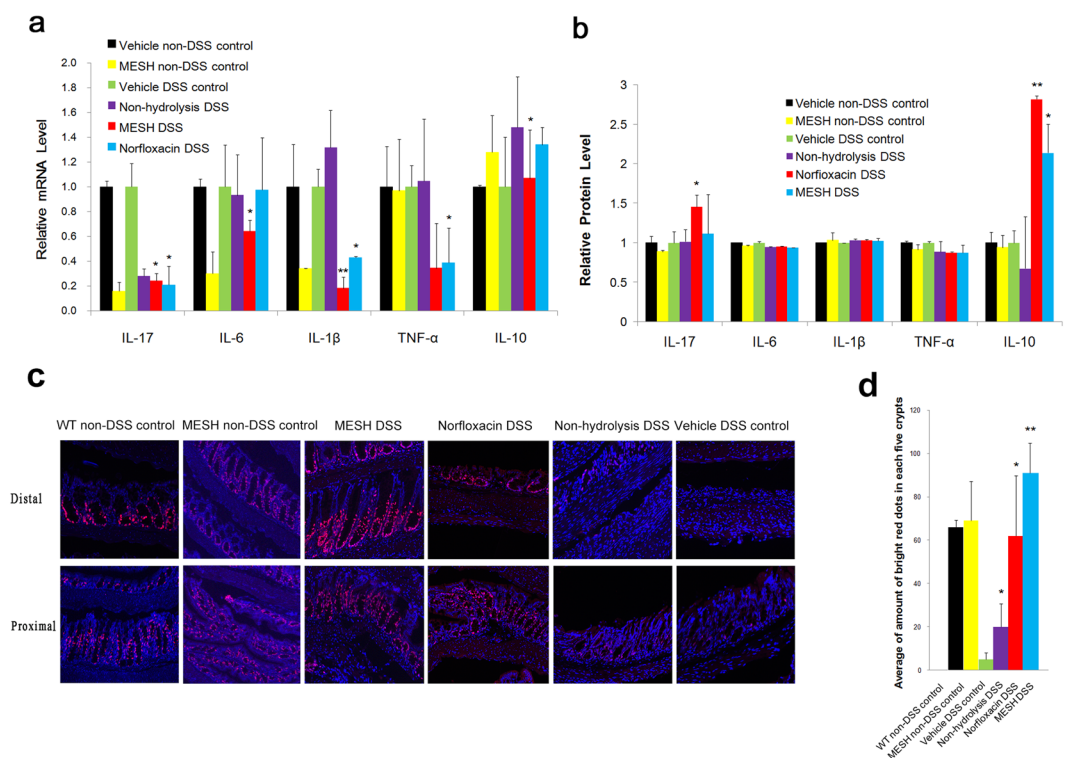 a
Vehicle non-DSS control
MESH non-DSS control
Vehicle DSS control
Non-hydrolysis DSS
MESH DSS
Norfloxacin DSS
Relative mRNA Level
2.0
1.8
1.6
1.4
1.2
1.0
0.8
0.6
0.4
0.2
0.0
* * * ** * * * *
IL-17 IL-6 IL-1β TNF-α IL-10
b
Vehicle non-DSS control
MESH non-DSS control
Vehicle DSS control
Non-hydrolysis DSS
Norfloxacin DSS
MESH DSS
Relative Protein Level
3
2.5
2
1.5
1
0.5
0
* ** *
IL-17 IL-6 IL-1β TNF-α IL-10
c
WT non-DSS control MESH non-DSS control MESH DSS Norfloxacin DSS Non-hydrolysis DSS Vehicle DSS control
Distal
Proximal
d
Average of amount of bright red dots in each five crypts
120
100
80
60
40
20
0
* * **
WT non-DSS control
MESH non-DSS control
Vehicle DSS control
Non-hydrolysis DSS
Norfloxacin DSS
MESH DSS